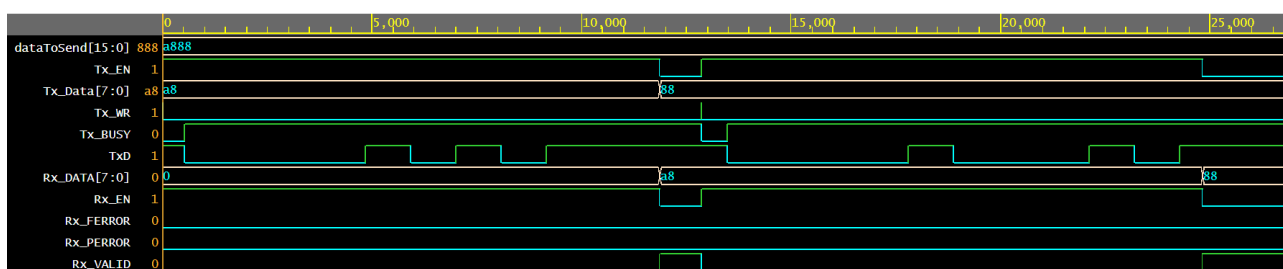 0 5,000 10,000 15,000 20,000 25,000
dataToSend[15:0] 888 a888
Tx_EN 1
Tx_Data[7:0] a8 a8 88
Tx_WR 1
Tx_BUSY 0
TxD 1
Rx_DATA[7:0] 0 0 a8 88
Rx_EN 1
Rx_FERROR 0
Rx_PERROR 0
Rx_VALID 0